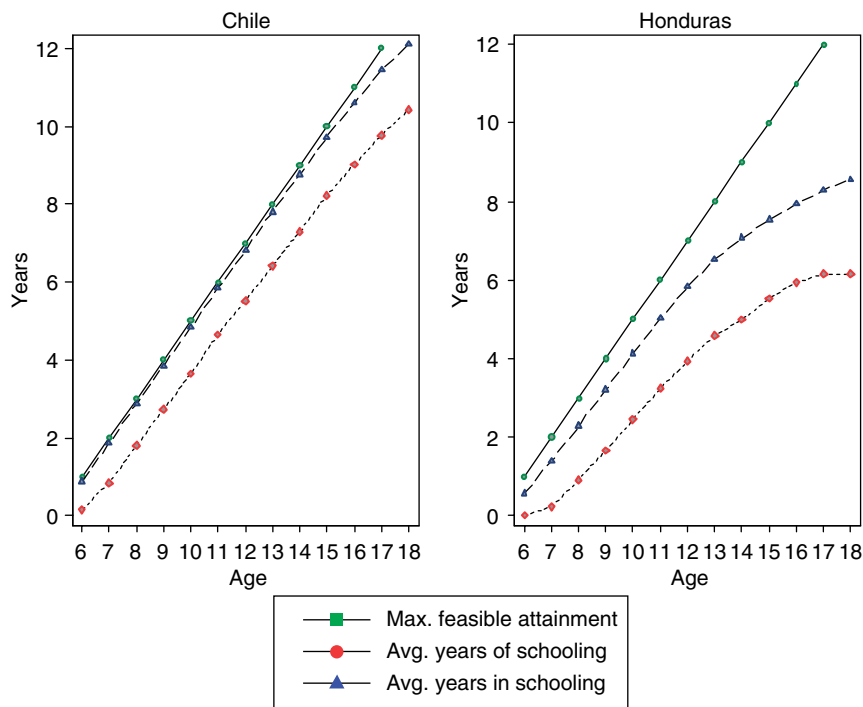 Chile
12
10
8
6
4
2
0
Years
6 7 8 9 10 11 12 13 14 15 16 17 18
Age
Honduras
12
10
8
6
4
2
0
Years
6 7 8 9 10 11 12 13 14 15 16 17 18
Age
Max. feasible attainment
Avg. years of schooling
Avg. years in schooling